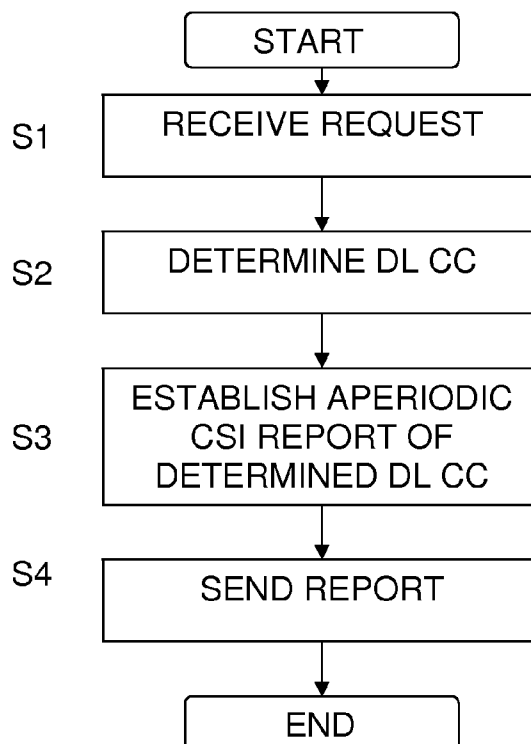 START
S1
RECEIVE REQUEST
S2
DETERMINE DL CC
S3
ESTABLISH APERIODIC
CSI REPORT OF
DETERMINED DL CC
S4
SEND REPORT
END